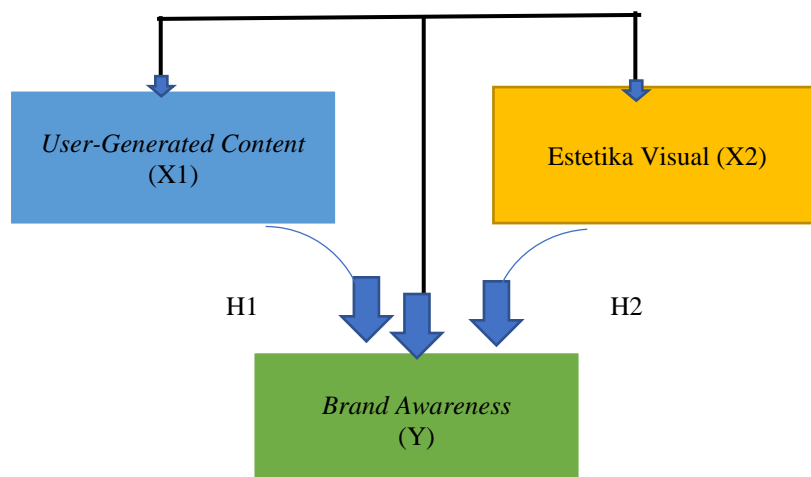 User-Generated Content
(X1)
Estetika Visual (X2)
H1
H2
Brand Awareness
(Y)